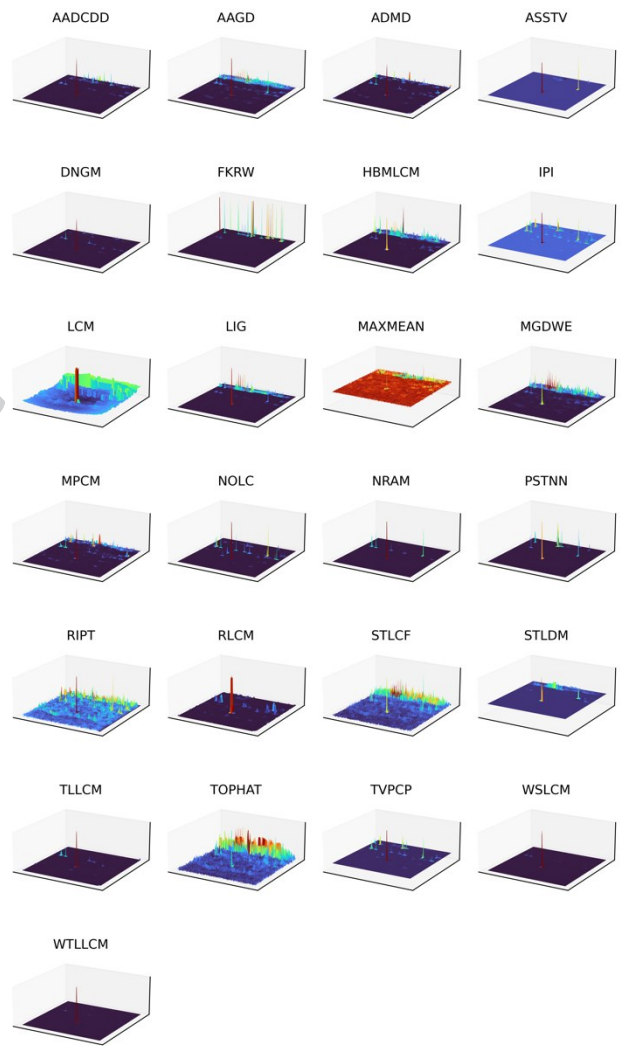 AADCDD AAGD ADMD ASSTV
DNGM FKRW HBMLCM IPI
LCM LIG MAXMEAN MGDWE
MPCM NOLC NRAM PSTNN
RIPT RLCM STLCF STLDM
TLLCM TOPHAT TVPCP WSLCM
WTLLCM